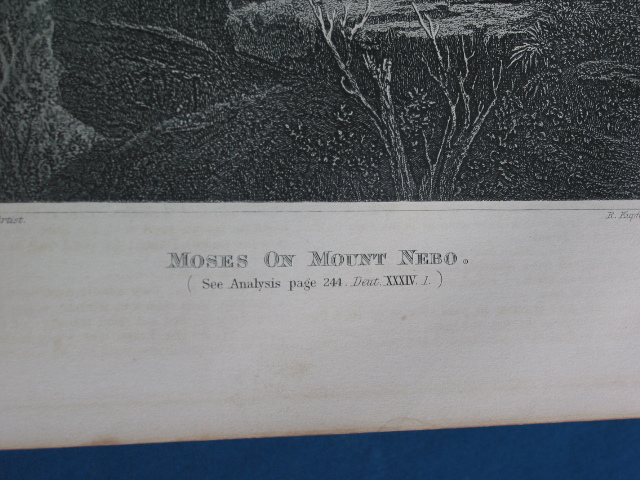 MOSES ON MOUNT NEBO.
( See Analysis page 244. Deut. XXXIV. 1. )